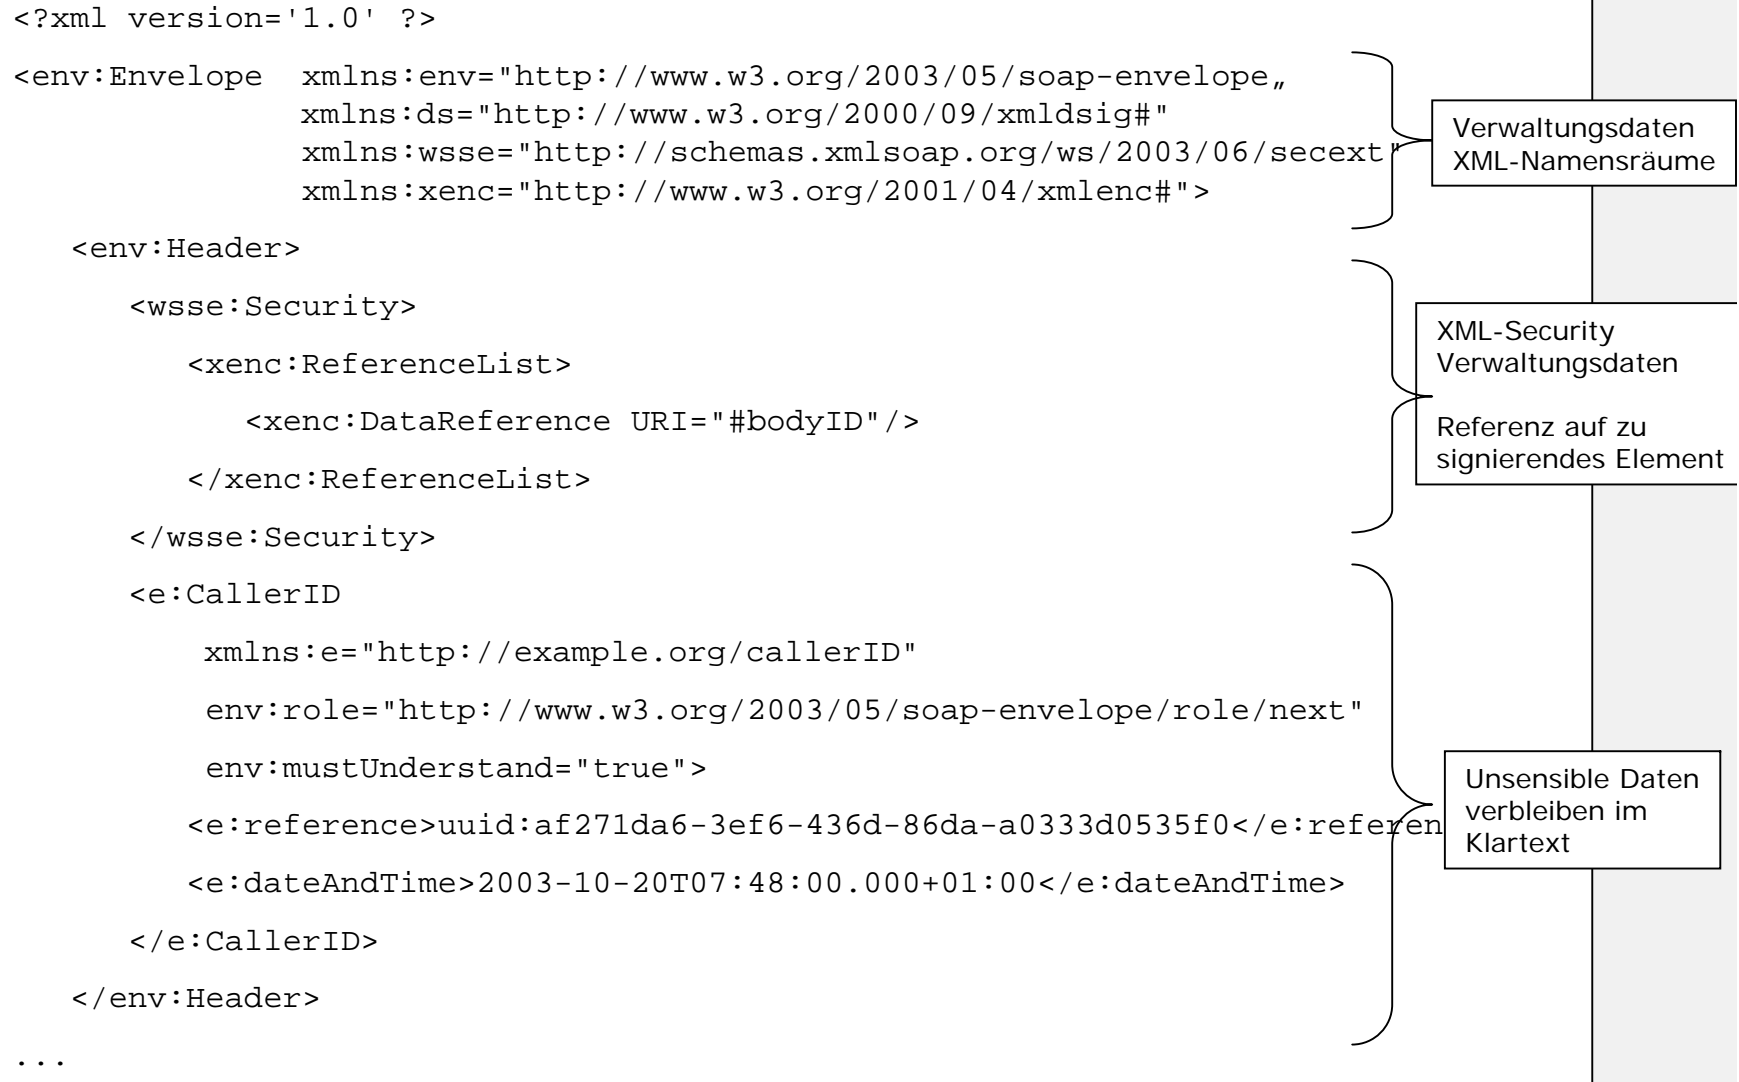 <?xml version='1.0' ?>
<env:Envelope  xmlns:env="http://www.w3.org/2003/05/soap-envelope„
xmlns:ds="http://www.w3.org/2000/09/xmldsig#"
xmlns:wsse="http://schemas.xmlsoap.org/ws/2003/06/secext"
xmlns:xenc="http://www.w3.org/2001/04/xmlenc#">
Verwaltungsdaten
XML-Namensräume
<env:Header>
<wsse:Security>
<xenc:ReferenceList>
<xenc:DataReference URI="#bodyID"/>
</xenc:ReferenceList>
</wsse:Security>
XML-Security
Verwaltungsdaten
Referenz auf zu
signierendes Element
<e:CallerID
xmlns:e="http://example.org/callerID"
env:role="http://www.w3.org/2003/05/soap-envelope/role/next"
env:mustUnderstand="true">
<e:reference>uuid:af271da6-3ef6-436d-86da-a0333d0535f0</e:referen
<e:dateAndTime>2003-10-20T07:48:00.000+01:00</e:dateAndTime>
</e:CallerID>
</env:Header>
Unsensible Daten
verbleiben im
Klartext
...